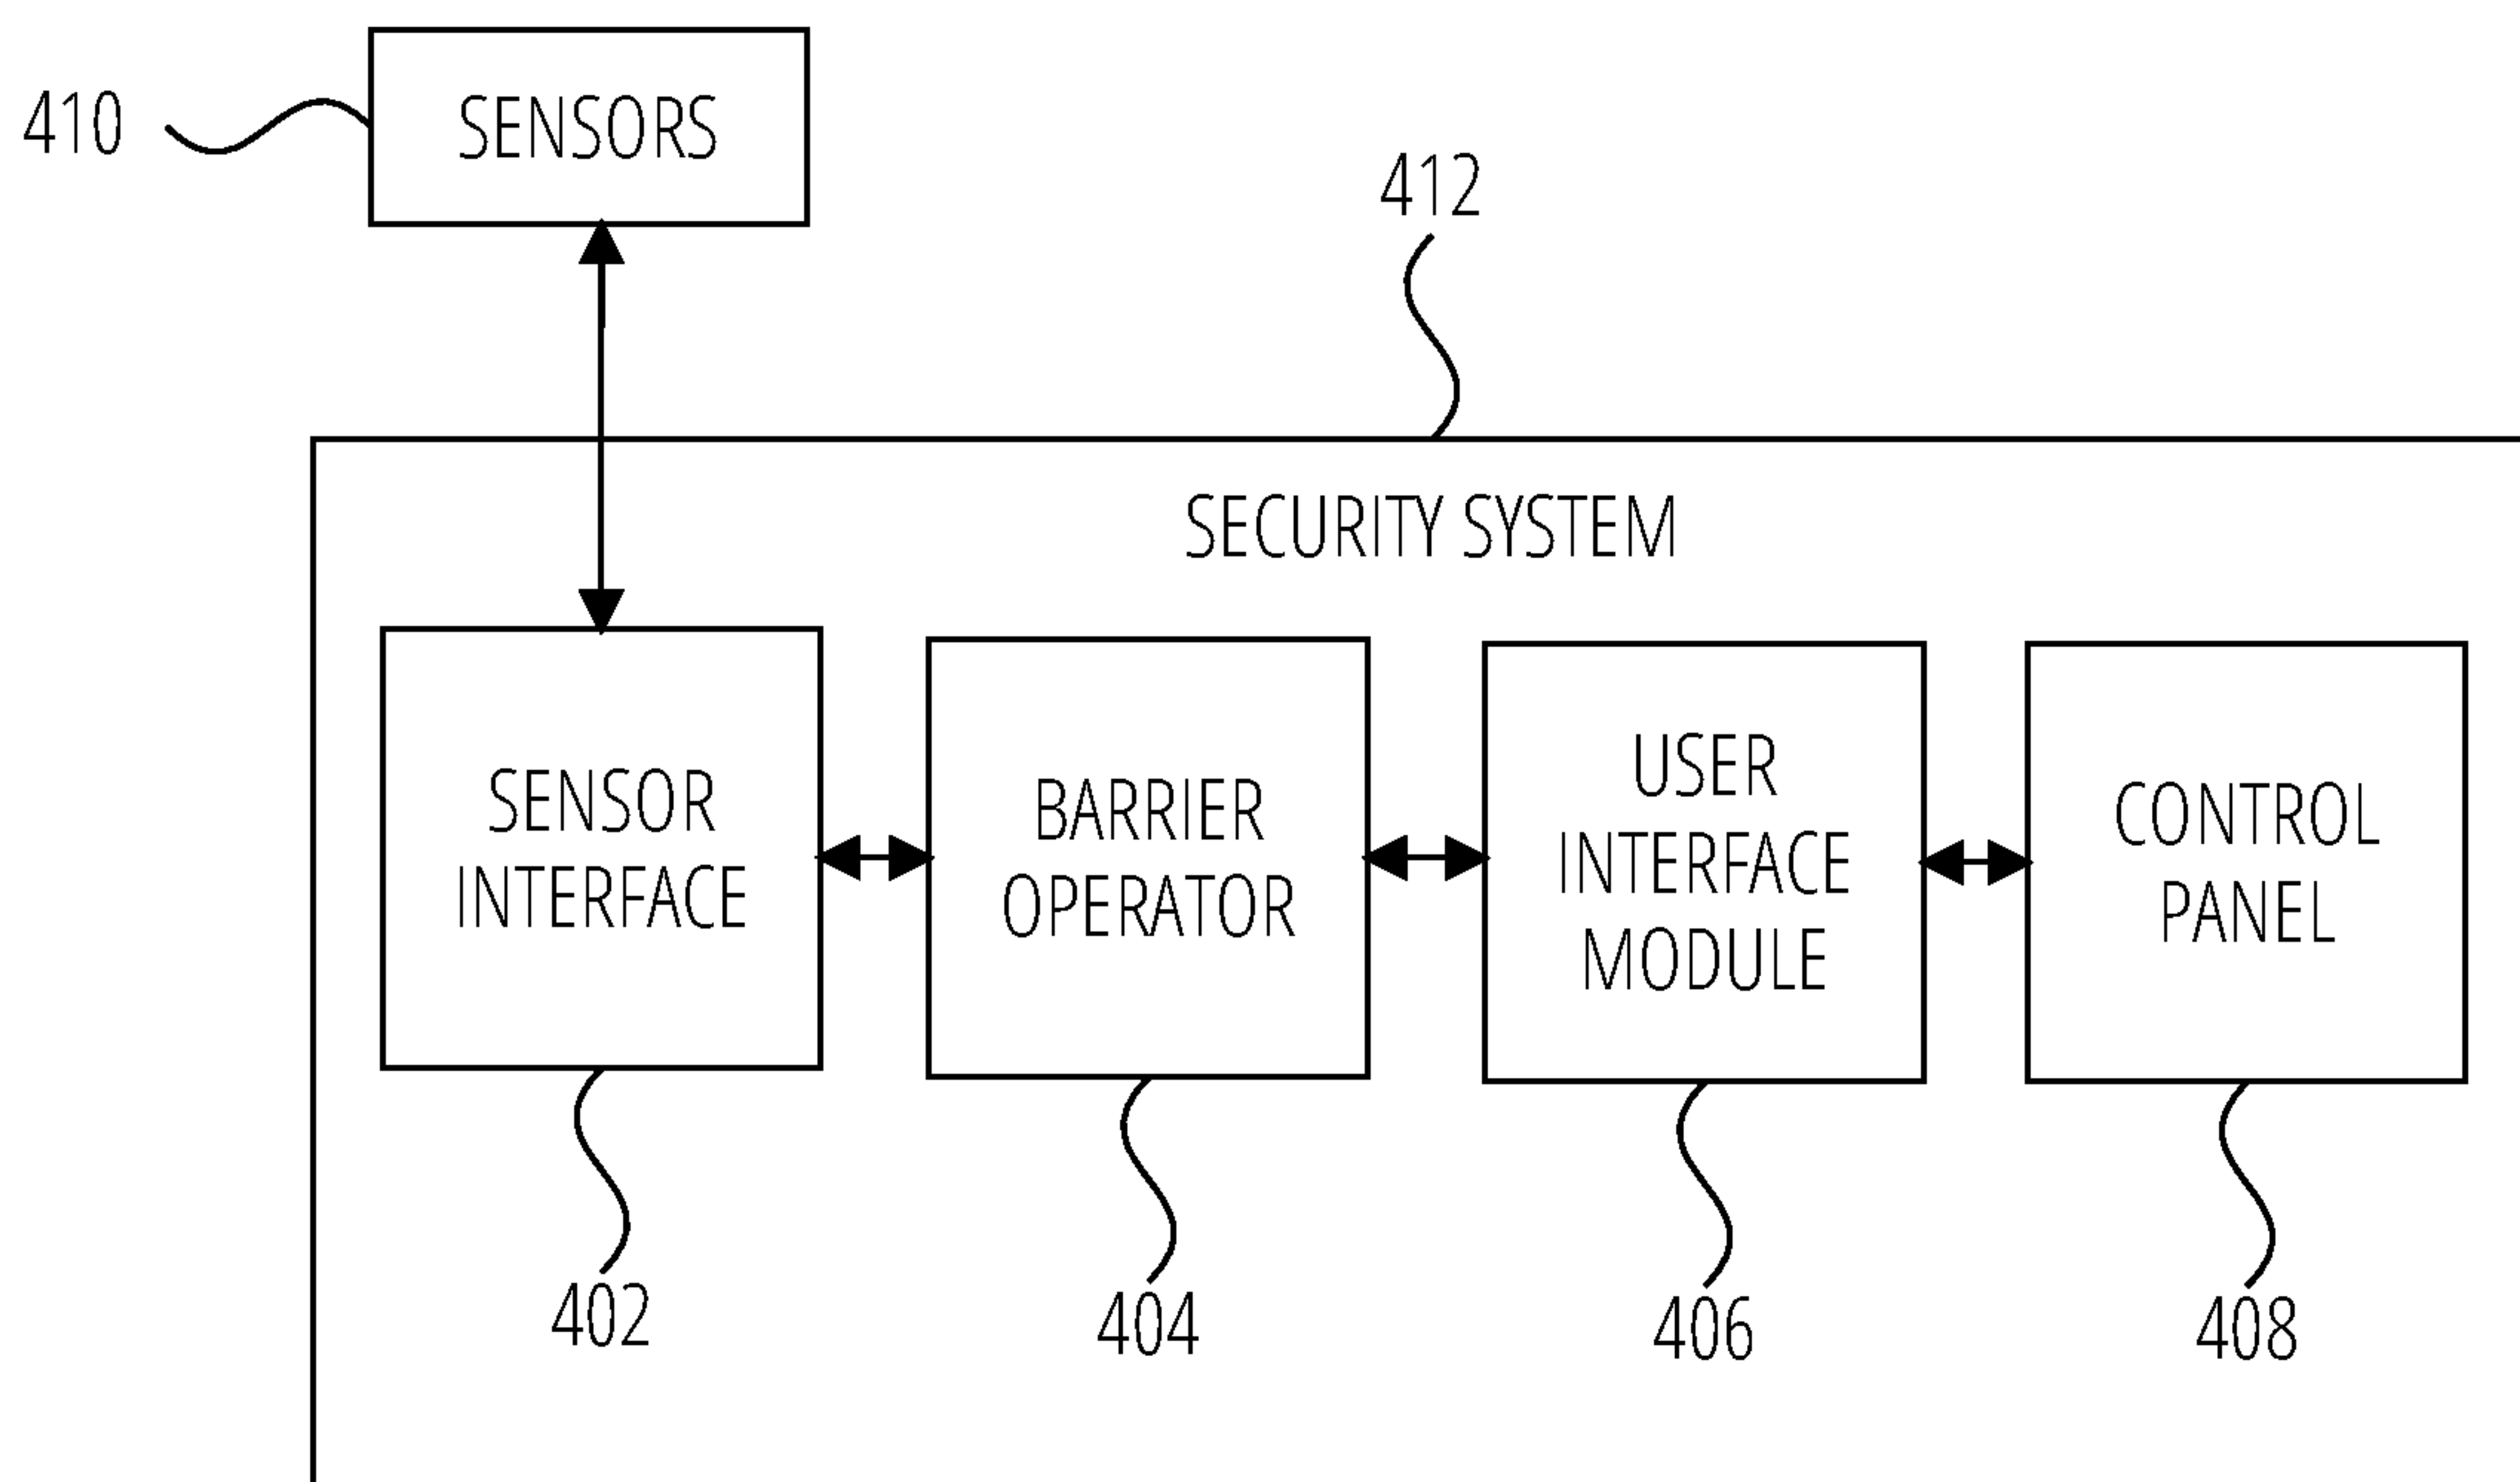 410
SENSORS
412
SECURITY SYSTEM
SENSOR
INTERFACE
BARRIER
OPERATOR
USER
INTERFACE
MODULE
CONTROL
PANEL
402
404
406
408